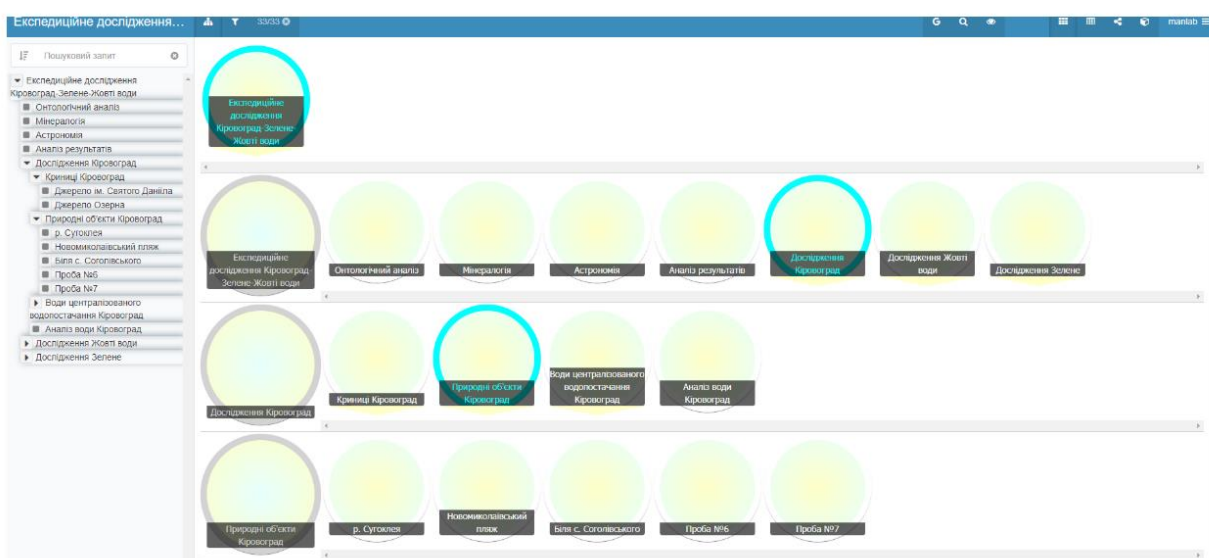 Експедиційне дослідження...
33/33
manlab
Пошуковий запит
Експедиційне дослідження
Кіровоград-Зелене-Жовті води
Онтологічний аналіз
Мінералогія
Астрономія
Аналіз результатів
Дослідження Кіровоград
Криниці Кіровоград
Джерело ім. Святого Даніїла
Джерело Озерна
Природні об'єкти Кіровоград
р. Сугоклея
Новомиколаївський пляж
Біля с. Соголівського
Проба №6
Проба №7
Води централізованого
водопостачання Кіровоград
Аналіз води Кіровоград
Дослідження Жовті води
Дослідження Зелене
Експедиційне
дослідження
Кіровоград-Зелене-
Жовті води
Експедиційне
дослідження Кіровоград-
Зелене-Жовті води
Онтологічний аналіз
Мінералогія
Астрономія
Аналіз результатів
Дослідження
Кіровоград
Дослідження Жовті
води
Дослідження Зелене
Дослідження Кіровоград
Криниці Кіровоград
Природні об'єкти
Кіровоград
Води централізованого
водопостачання
Кіровоград
Аналіз води
Кіровоград
Природні об'єкти
Кіровоград
р. Сугоклея
Новомиколаївський
пляж
Біля с. Соголівського
Проба №6
Проба №7